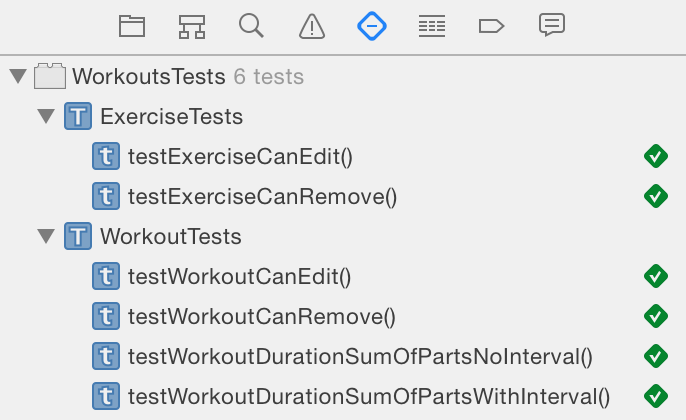 WorkoutsTests 6 tests
T ExerciseTests
t testExerciseCanEdit()
t testExerciseCanRemove()
T WorkoutTests
t testWorkoutCanEdit()
t testWorkoutCanRemove()
t testWorkoutDurationSumOfPartsNoInterval()
t testWorkoutDurationSumOfPartsWithInterval()